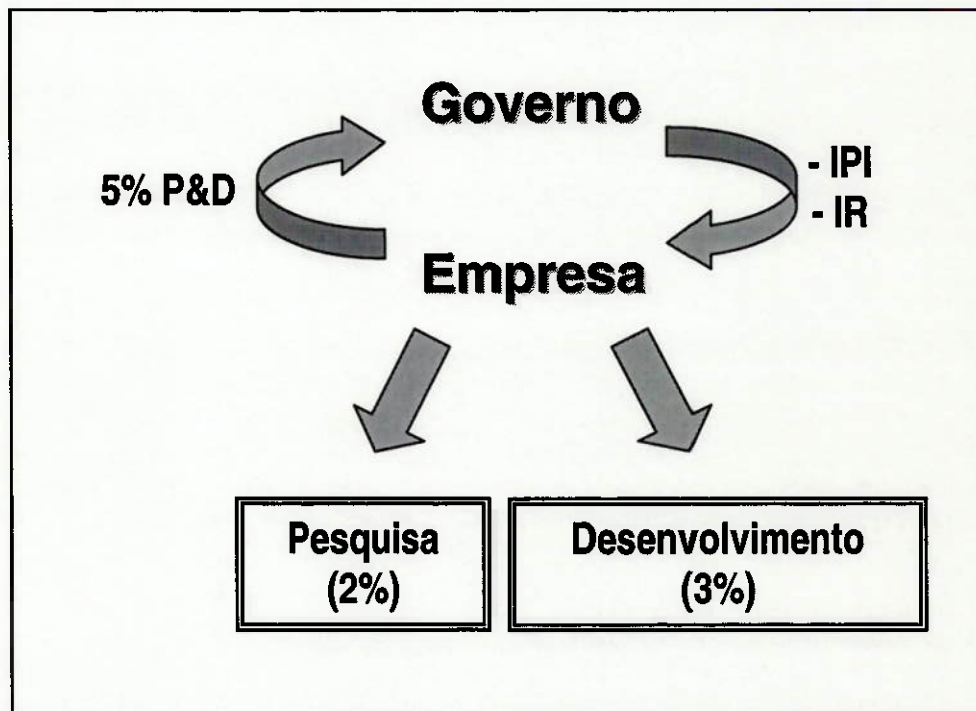 Governo
5% P&D
- IPI
- IR
Empresa
Pesquisa
(2%)
Desenvolvimento
(3%)